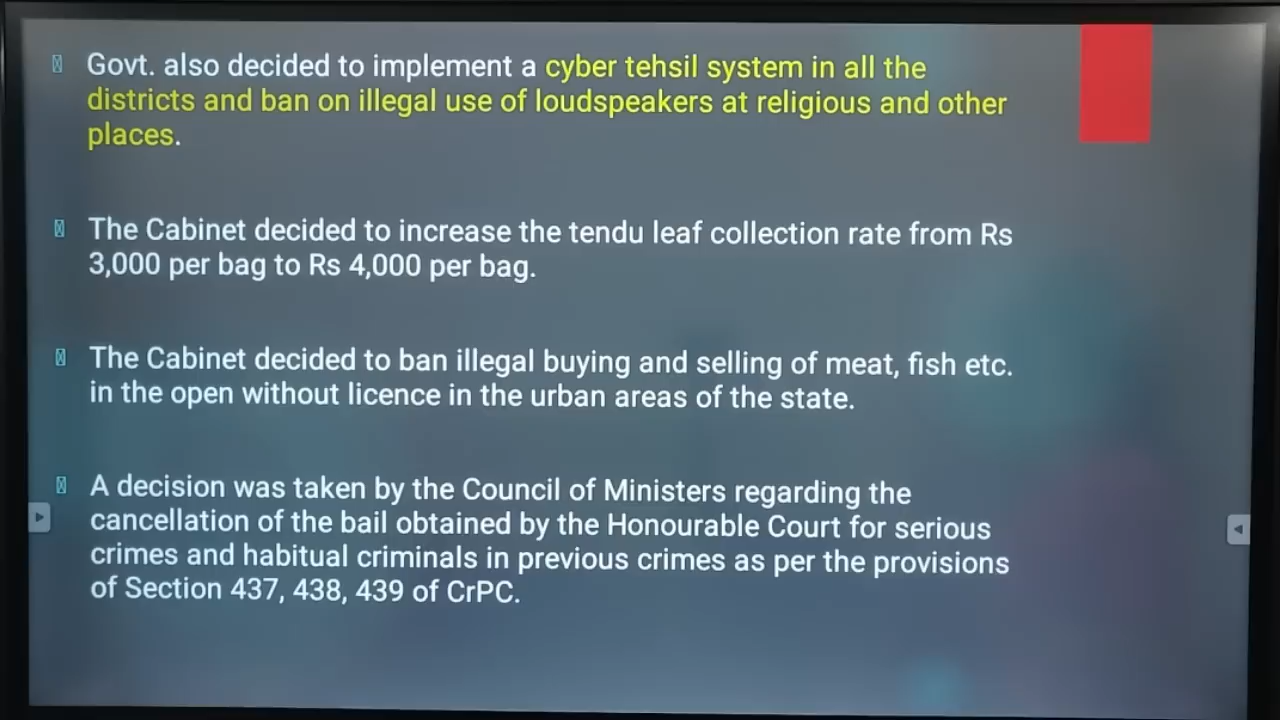 Govt. also decided to implement a cyber tehsil system in all the
districts and ban on illegal use of loudspeakers at religious and other
places.
The Cabinet decided to increase the tendu leaf collection rate from Rs
3,000 per bag to Rs 4,000 per bag.
The Cabinet decided to ban illegal buying and selling of meat, fish etc.
in the open without licence in the urban areas of the state.
A decision was taken by the Council of Ministers regarding the
cancellation of the bail obtained by the Honourable Court for serious
crimes and habitual criminals in previous crimes as per the provisions
of Section 437, 438, 439 of CrPC.